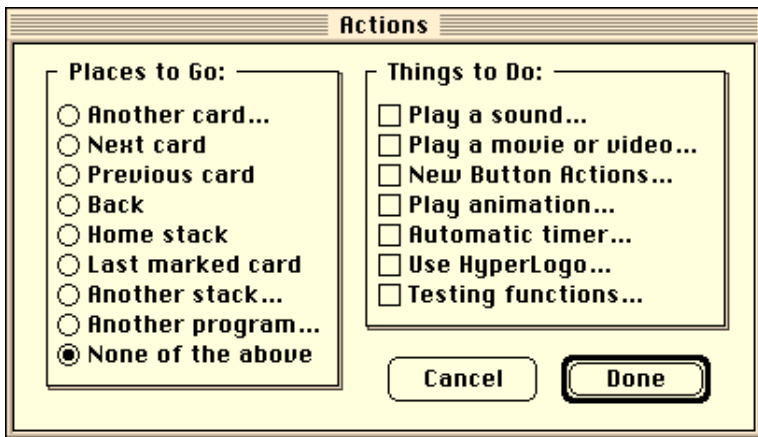 Actions
Places to Go:
Another card...
Next card
Previous card
Back
Home stack
Last marked card
Another stack...
Another program...
None of the above
Things to Do:
Play a sound...
Play a movie or video...
New Button Actions...
Play animation...
Automatic timer...
Use HyperLogo...
Testing functions...
Cancel
Done